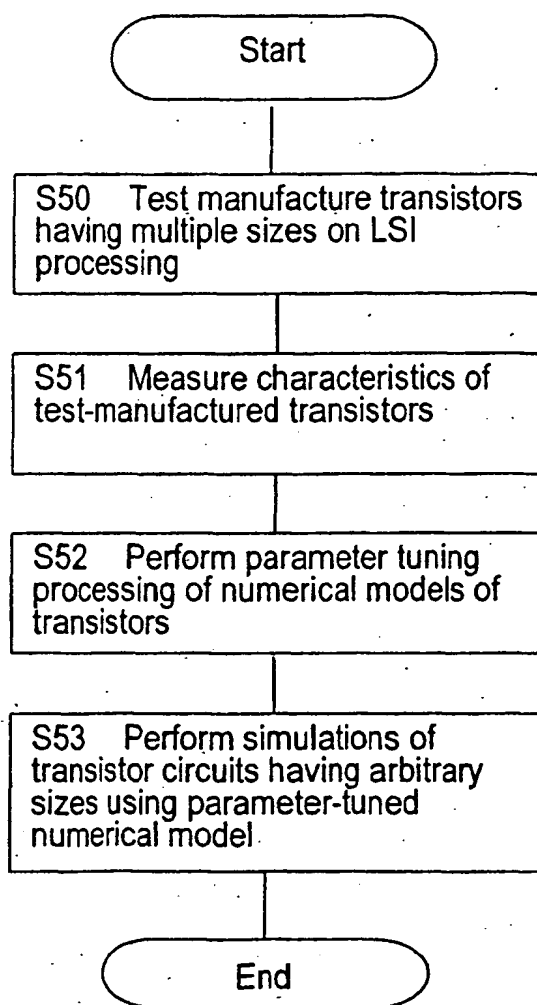 Start
S50 Test manufacture transistors
having multiple sizes on LSI
processing
S51 Measure characteristics of
test-manufactured transistors
S52 Perform parameter tuning
processing of numerical models of
transistors
S53 Perform simulations of
transistor circuits having arbitrary
sizes using parameter-tuned
numerical model
End